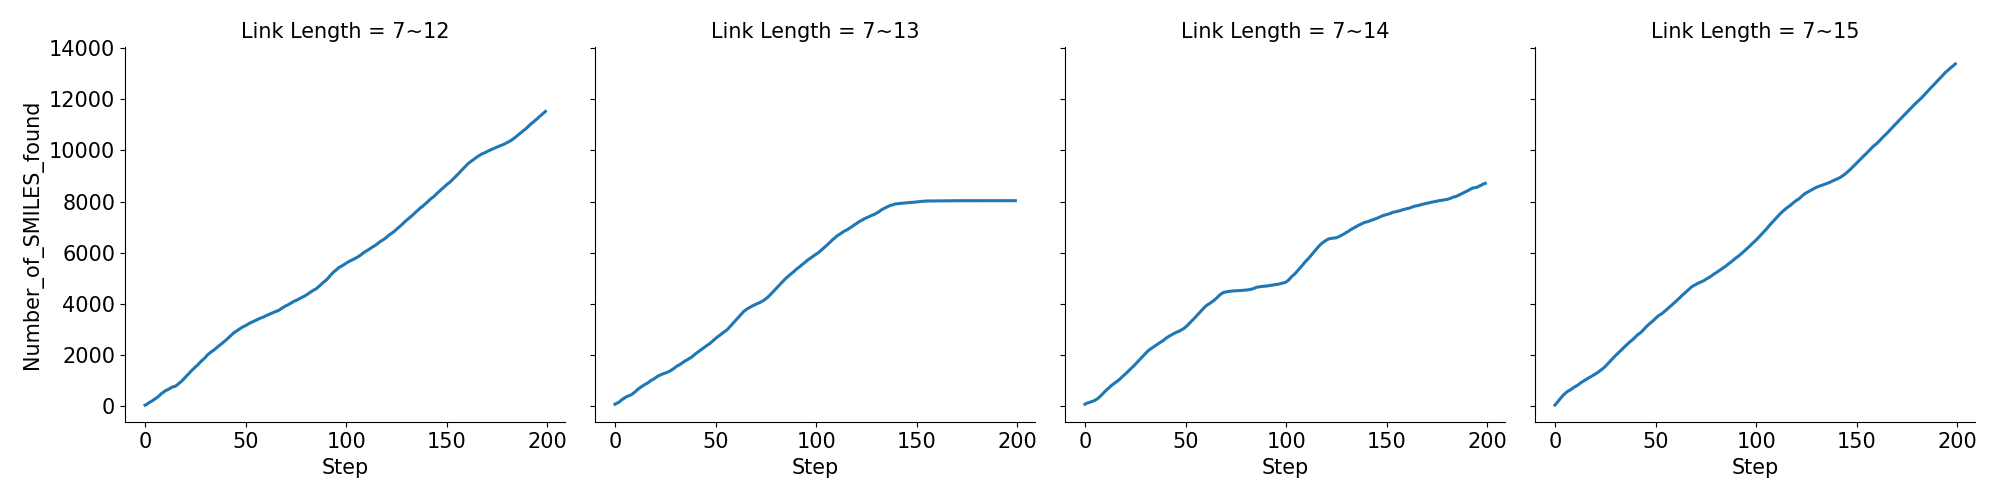 Link Length = 7~12
Link Length = 7~13
Link Length = 7~14
Link Length = 7~15
Number_of_SMILES_found
14000
12000
10000
8000
6000
4000
2000
0
0 50 100 150 200
0 50 100 150 200
0 50 100 150 200
0 50 100 150 200
Step
Step
Step
Step